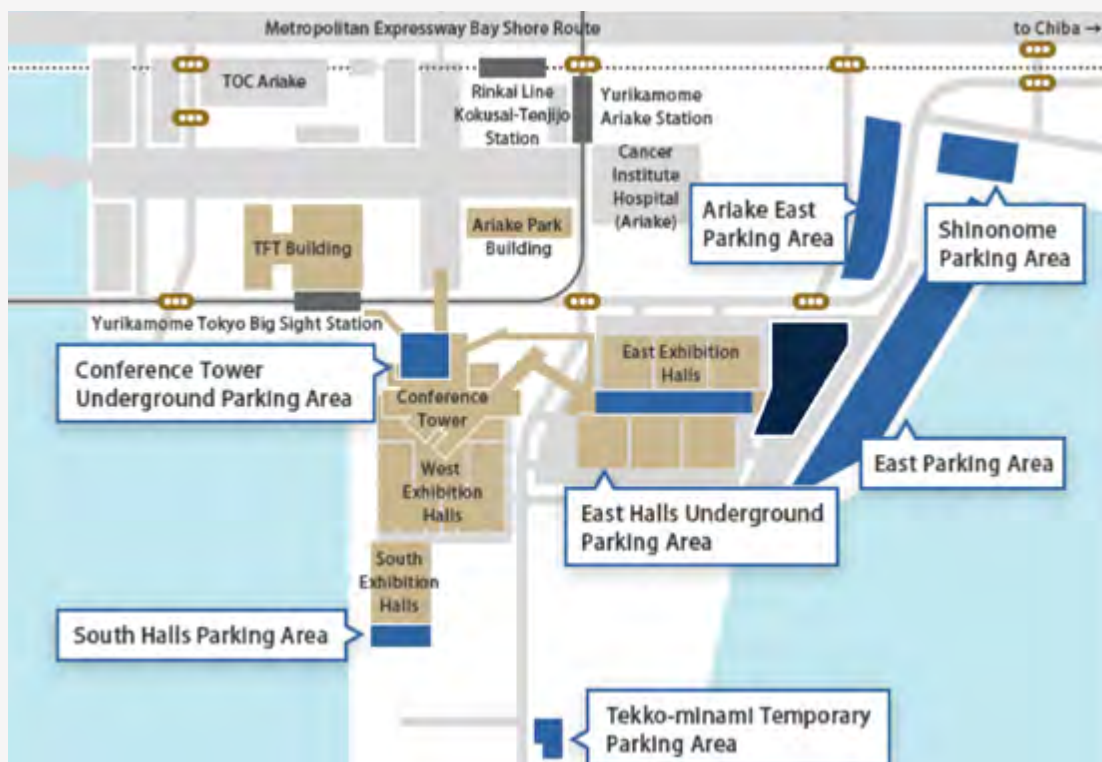 Metropolitan Expressway Bay Shore Route
to Chiba →
TOC Ariake
Rinkai Line
Kokusai-Tenjijo
Station
Yurikamome
Ariake Station
Cancer
Institute
Hospital
(Ariake)
Ariake East
Parking Area
Shinonome
Parking Area
TFT Building
Ariake Park
Building
Yurikamome Tokyo Big Sight Station
Conference Tower
Underground Parking Area
East Exhibition
Halls
Conference
Tower
West
Exhibition
Halls
East Parking Area
East Halls Underground
Parking Area
South
Exhibition
Halls
South Halls Parking Area
Tekko-minami Temporary
Parking Area